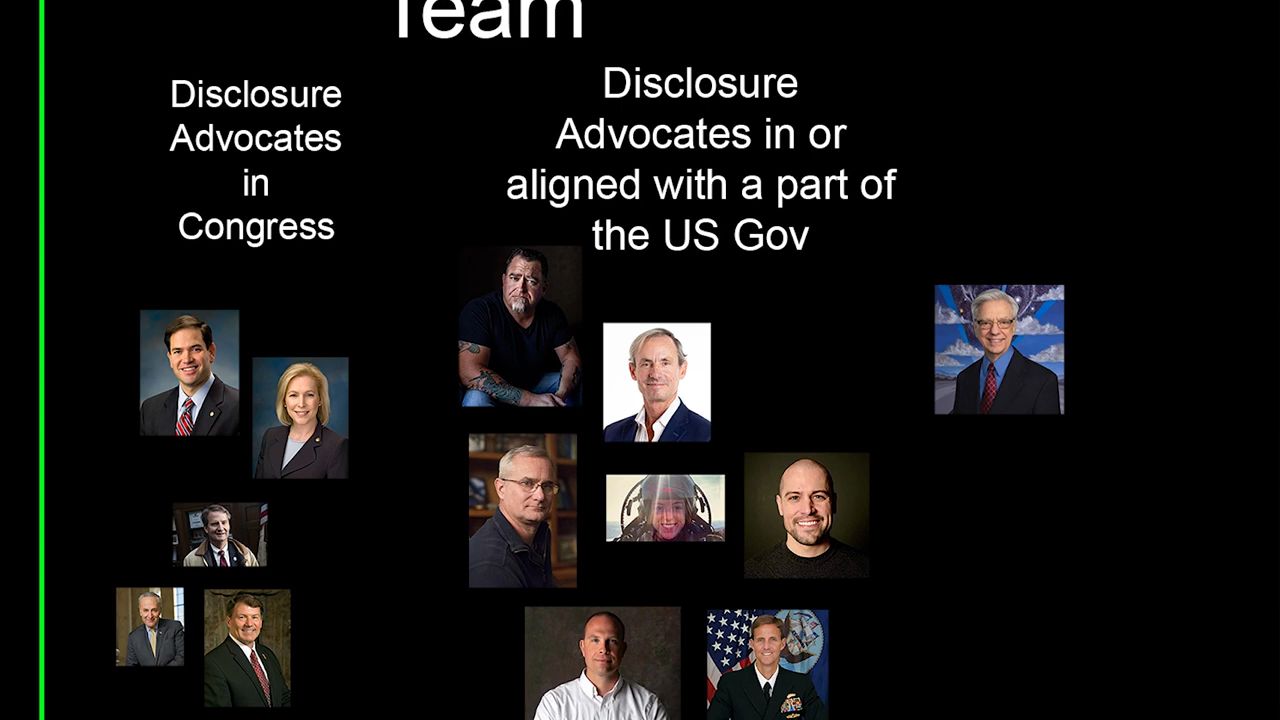 Team
Disclosure
Advocates
in
Congress
Disclosure
Advocates in or
aligned with a part of
the US Gov